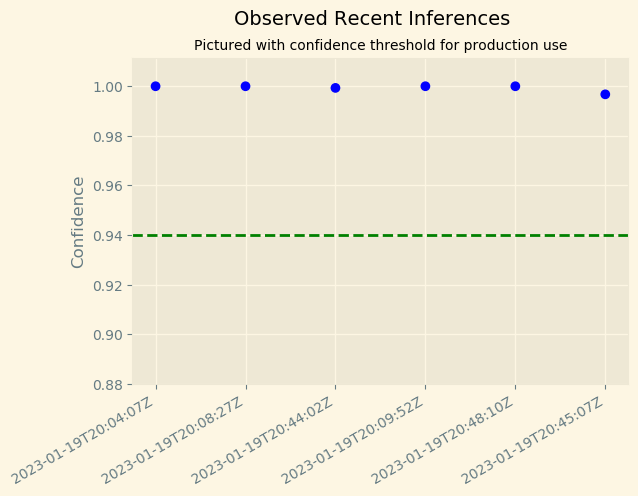 Observed Recent Inferences
Pictured with confidence threshold for production use
Confidence
1.00
0.98
0.96
0.94
0.92
0.90
0.88
2023-01-19T20:04:07Z
2023-01-19T20:08:27Z
2023-01-19T20:44:02Z
2023-01-19T20:09:52Z
2023-01-19T20:48:10Z
2023-01-19T20:45:07Z